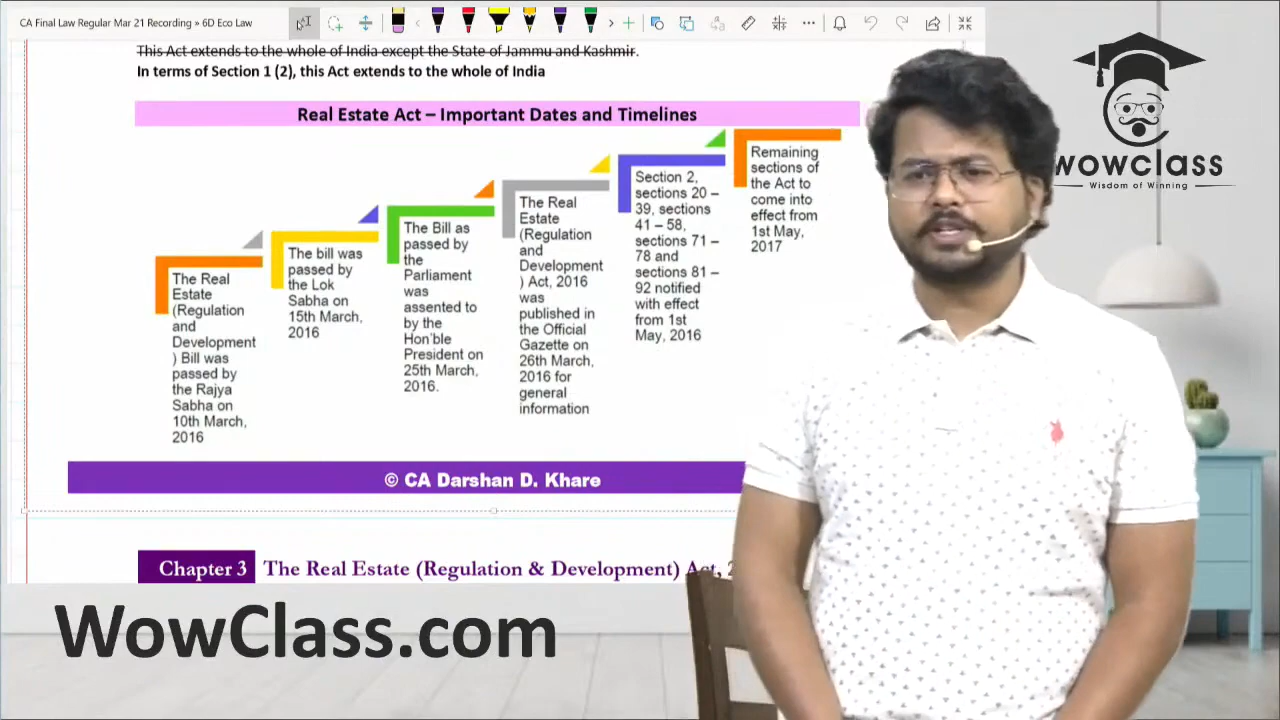 CA Final Law Regular Mar 21 Recording » 6D Eco Law
This Act extends to the whole of India except the State of Jammu and Kashmir.
In terms of Section 1 (2), this Act extends to the whole of India
Real Estate Act – Important Dates and Timelines
The Real
Estate
(Regulation
and
Development
) Bill was
passed by
the Rajya
Sabha on
10th March,
2016
The bill was
passed by
the Lok
Sabha on
15th March,
2016
The Bill as
passed by
the
Parliament
was
assented to
by the
Hon'ble
President on
25th March,
2016.
The Real
Estate
(Regulation
and
Development
) Act, 2016
was
published in
the Official
Gazette on
26th March,
2016 for
general
information
Section 2,
sections 20 –
39, sections
41 – 58,
sections 71 –
78 and
sections 81 –
92 notified
with effect
from 1st
May, 2016
Remaining
sections of
the Act to
come into
effect from
1st May,
2017
© CA Darshan D. Khare
Chapter 3 The Real Estate (Regulation & Development) Act, 2
WowClass.com
wowclass
Wisdom of Winning